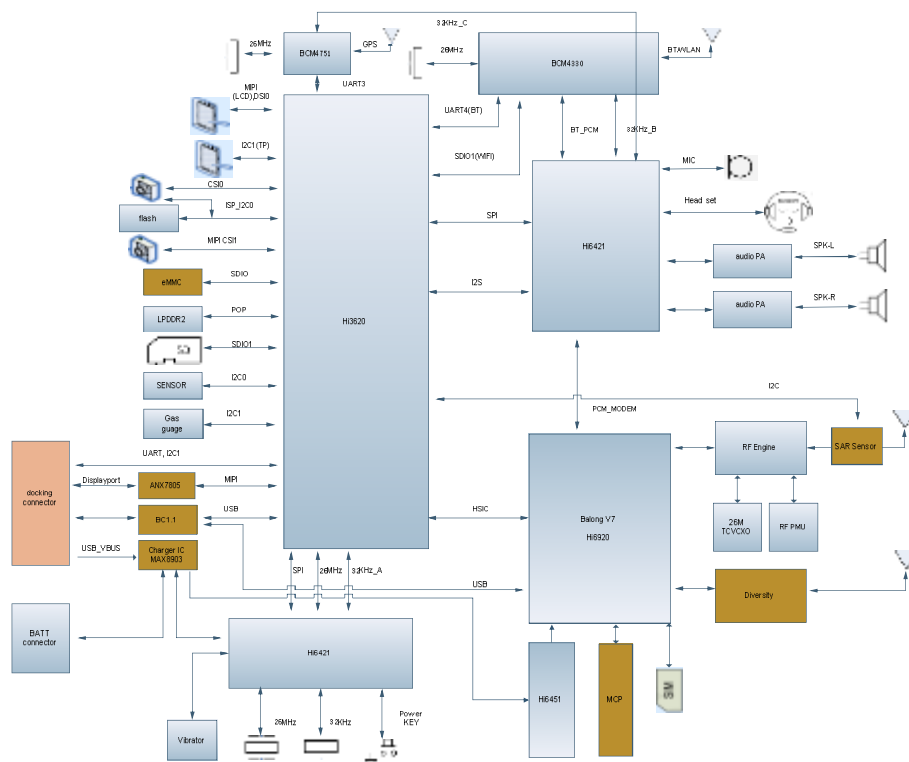 32KHz_C
26MHz
BCM4751
GPS
26MHz
BCM4330
BT/WLAN
UART3
MIPI
(LCD),DSI0
UART4(BT)
BT_PCM
32KHz_B
I2C1(TP)
SDIO1(WIFI)
MIC
CSI0
ISP_I2C0
flash
SPI
Head set
Hi6421
MIPI CSI1
audio PA
SPK-L
eMMC
SDIO
I2S
audio PA
SPK-R
LPDDR2
POP
Hi3620
SDIO1
SENSOR
I2C0
I2C
Gas
guage
I2C1
PCM_MODEM
UART, I2C1
RF Engine
SAR Sensor
docking
connector
Displayport
ANX7805
MIPI
BC1.1
USB
HSIC
Balong V7
Hi6920
26M
TCVCXO
RF PMU
USB_VBUS
Charger IC
MAX8903
SPI
26MHz
32KHz_A
USB
Diversity
BATT
connector
Hi6421
Hi6451
MCP
SIM
Vibrator
26MHz
32KHz
Power
KEY